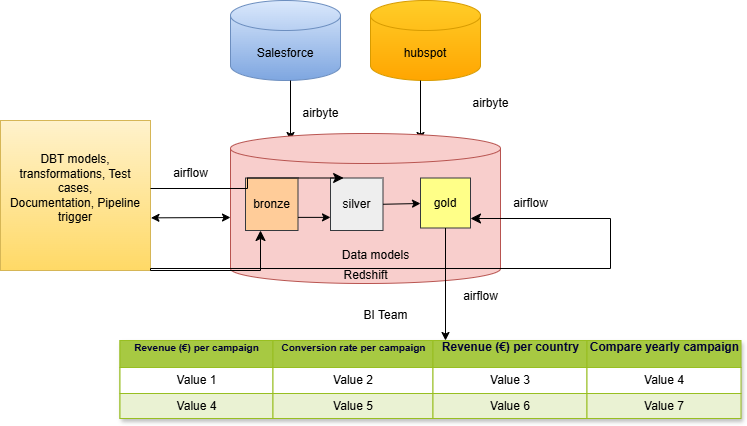 Salesforce
hubspot
airbyte
airbyte
DBT models,
transformations, Test
cases,
Documentation, Pipeline
trigger
airflow
bronze
silver
gold
airflow
Data models
Redshift
airflow
BI Team
Revenue (€) per campaign
Conversion rate per campaign
Revenue (€) per country
Compare yearly campaign
Value 1
Value 2
Value 3
Value 4
Value 4
Value 5
Value 6
Value 7